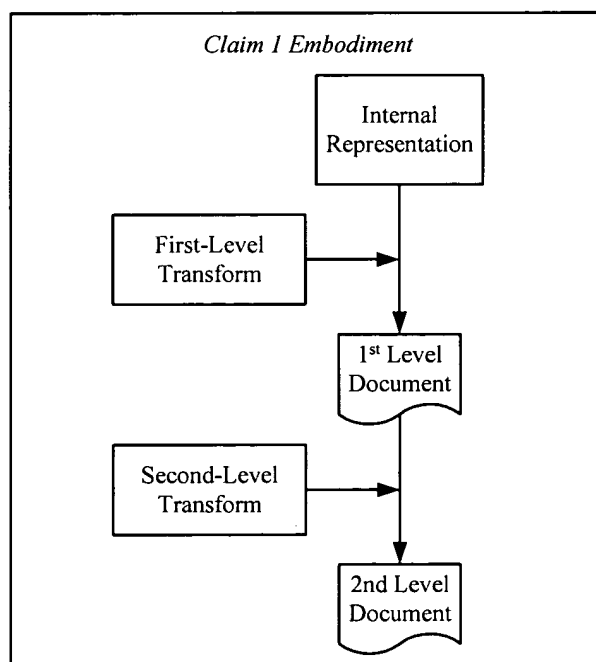 Claim 1 Embodiment
Internal
Representation
First-Level
Transform
1st Level
Document
Second-Level
Transform
2nd Level
Document